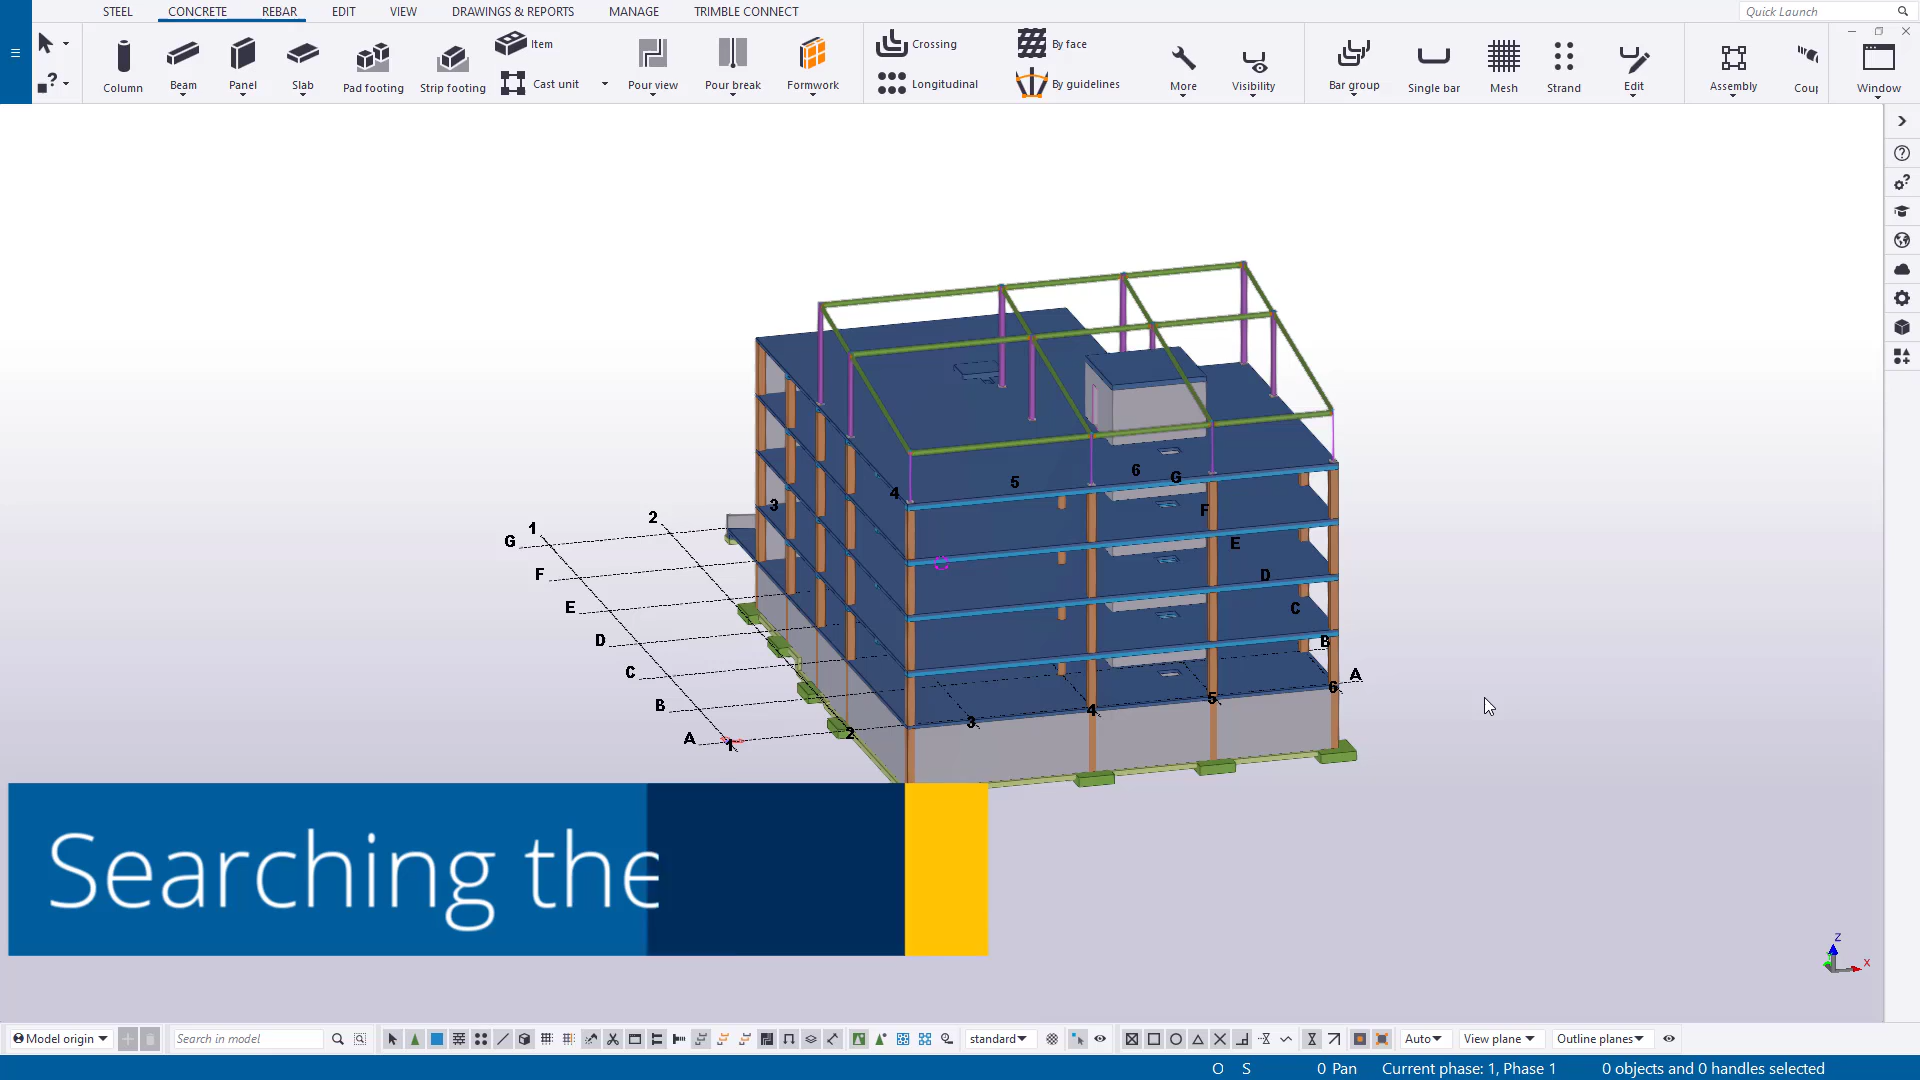 STEEL CONCRETE REBAR EDIT VIEW DRAWINGS & REPORTS MANAGE TRIMBLE CONNECT Quick Launch
Item Crossing By face
Cast unit Longitudinal By guidelines
Column Beam Panel Slab Pad footing Strip footing Pour view Pour break Formwork More Visibility Bar group Single bar Mesh Strand Edit Assembly Coup Window
5 6 G
4
3 F
2
1
G E
F D
E C
D B
C A
B 6
A 1 2 3 4 5
Searching the
Z
X
Model origin Search in model standard Auto View plane Outline planes
O S 0 Pan Current phase: 1, Phase 1 0 objects and 0 handles selected